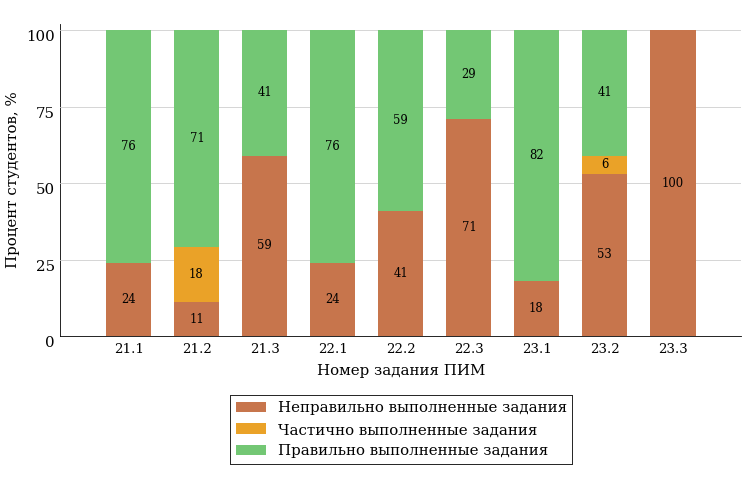 100
75
50
25
0
Процент студентов, %
76 71 41 76 59 29 82 41
18 6
24 11 59 24 41 71 18 53 100
21.1 21.2 21.3 22.1 22.2 22.3 23.1 23.2 23.3
Номер задания ПИМ
Неправильно выполненные задания
Частично выполненные задания
Правильно выполненные задания